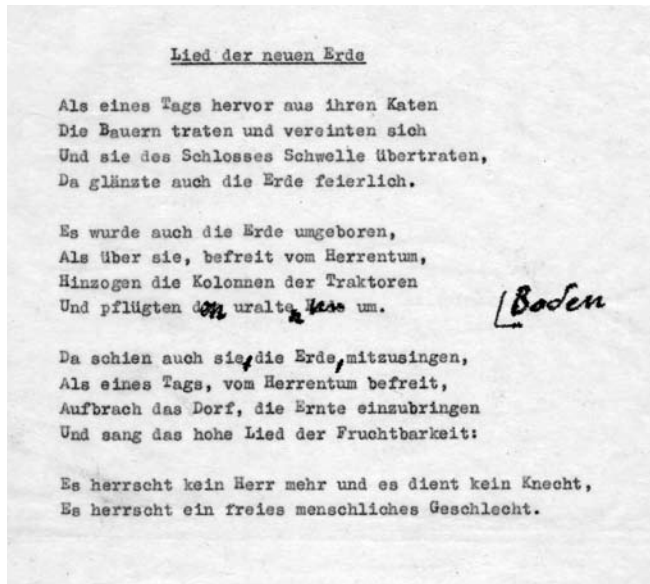 Lied der neuen Erde
Als eines Tags hervor aus ihren Katen
Die Bauern traten und vereinten sich
Und sie des Schlosses Schwelle übertraten,
Da glänzte auch die Erde feierlich.
Es wurde auch die Erde umgeboren,
Als über sie, befreit vom Herrentum,
Hinzogen die Kolonnen der Traktoren
Und pflügten den uralten um. Boden
Da schien auch sie, die Erde, mitzusingen,
Als eines Tags, vom Herrentum befreit,
Aufbrach das Dorf, die Ernte einzubringen
Und sang das hohe Lied der Fruchtbarkeit:
Es herrscht kein Herr mehr und es dient kein Knecht,
Es herrscht ein freies menschliches Geschlecht.